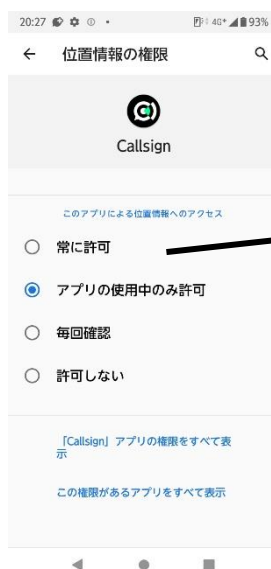 20:27 4G+ 93%
位置情報の権限
Callsign
このアプリによる位置情報へのアクセス
常に許可
アプリの使用中のみ許可
毎回確認
許可しない
「Callsign」アプリの権限をすべて表
示
この権限があるアプリをすべて表示